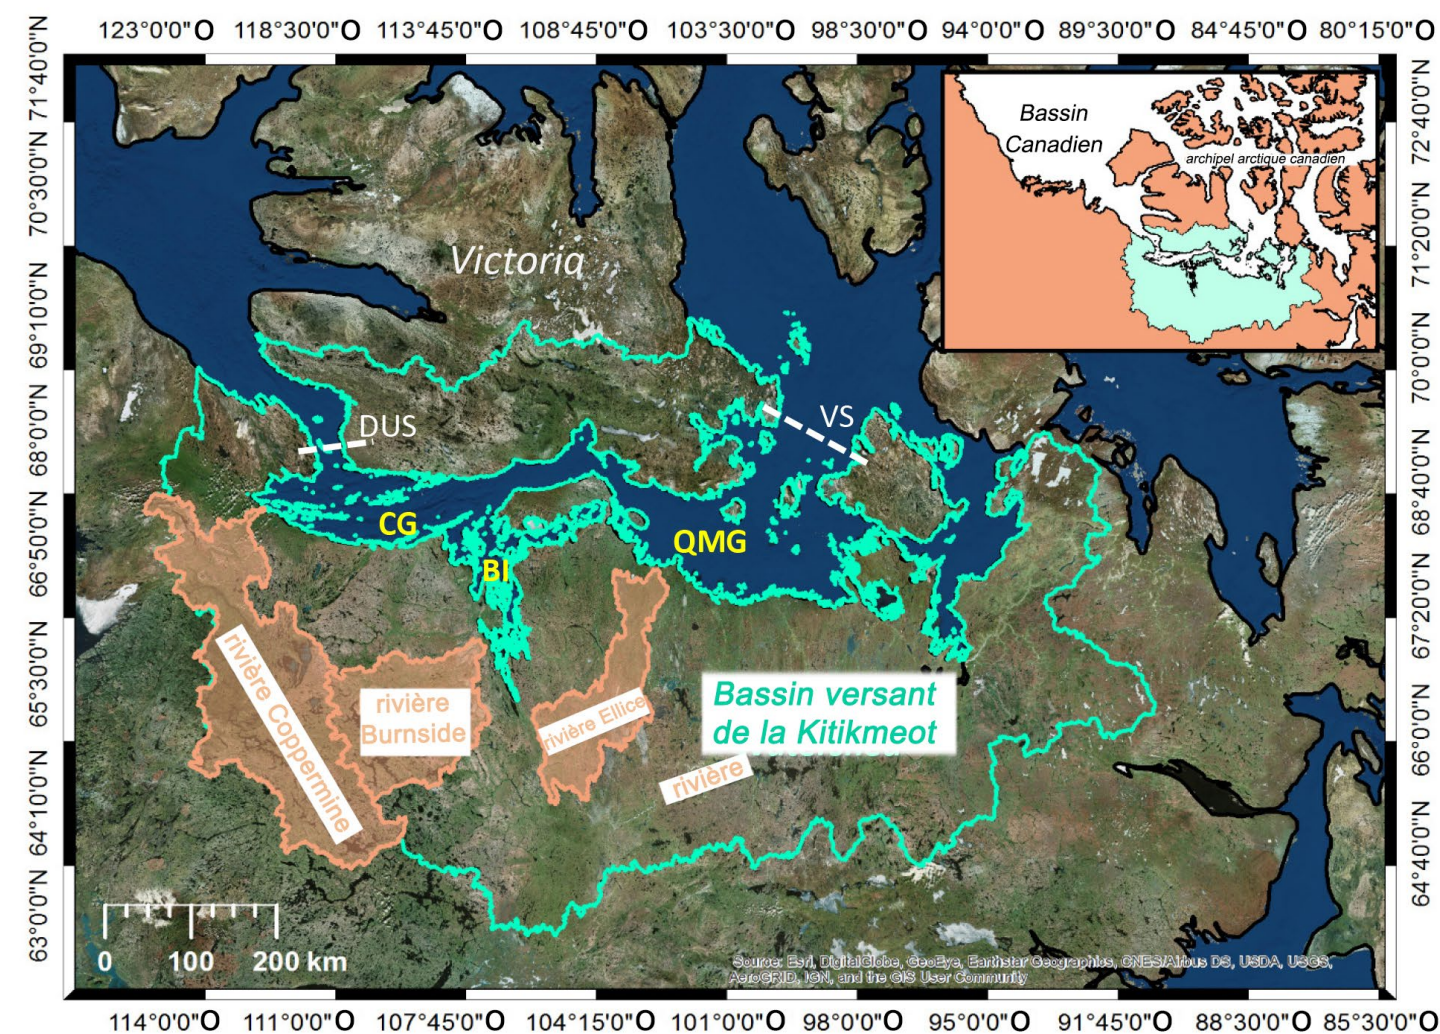 123°0'0"O 118°30'0"O 113°45'0"O 108°45'0"O 103°30'0"O 98°30'0"O 94°0'0"O 89°30'0"O 84°45'0"O 80°15'0"O
71°40'0"N
70°30'0"N
69°10'0"N
68°0'0"N
66°50'0"N
65°30'0"N
64°10'0"N
63°0'0"N
72°40'0"N
71°20'0"N
70°0'0"N
68°40'0"N
67°20'0"N
66°0'0"N
64°40'0"N
Bassin
Canadien
archipel arctique canadien
Victoria
DUS
VS
CG
QMG
BI
rivière Coppermine
rivière
Burnside
rivière Ellice
Bassin versant
de la Kitikmeot
rivière
0 100 200 km
Source: Esri, DigitalGlobe, GeoEye, Earthstar Geographics, CNES/Airbus DS, USDA, USGS,
AeroGRID, IGN, and the GIS User Community
114°0'0"O 111°0'0"O 107°45'0"O 104°15'0"O 101°0'0"O 98°0'0"O 95°0'0"O 91°45'0"O 88°30'0"O 85°30'0"O